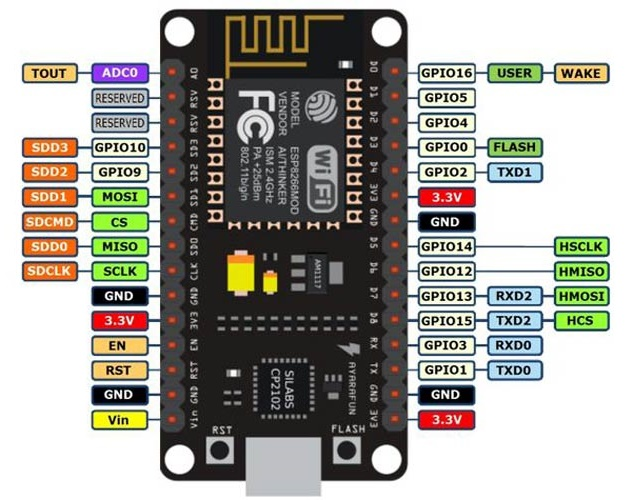 TOUT ADC0 A0 D0 GPIO16 USER WAKE
RESERVED RSV D1 GPIO5
RESERVED RSV D2 GPIO4
SDD3 GPIO10 SD3 D3 GPIO0 FLASH
SDD2 GPIO9 SD2 D4 GPIO2 TXD1
SDD1 MOSI SD1 3V3 3.3V
SDCMD CS CMD GND GND
SDD0 MISO SD0 D5 GPIO14 HSCLK
SDCLK SCLK CLK D6 GPIO12 HMISO
GND GND D7 GPIO13 RXD2 HMOSI
3.3V 3V3 D8 GPIO15 TXD2 HCS
EN EN RX GPIO3 RXD0
RST RST TX GPIO1 TXD0
GND GND GND GND
Vin Vin 3V3 3.3V
MODEL ESP8266MOD
VENDOR AI/THINKER
ISM 2.4GHz
PA +25dBm
802.11b/g/n
FC
WiFi
AM1117
SILABS
CP2102
AYARAFUN
RST
FLASH